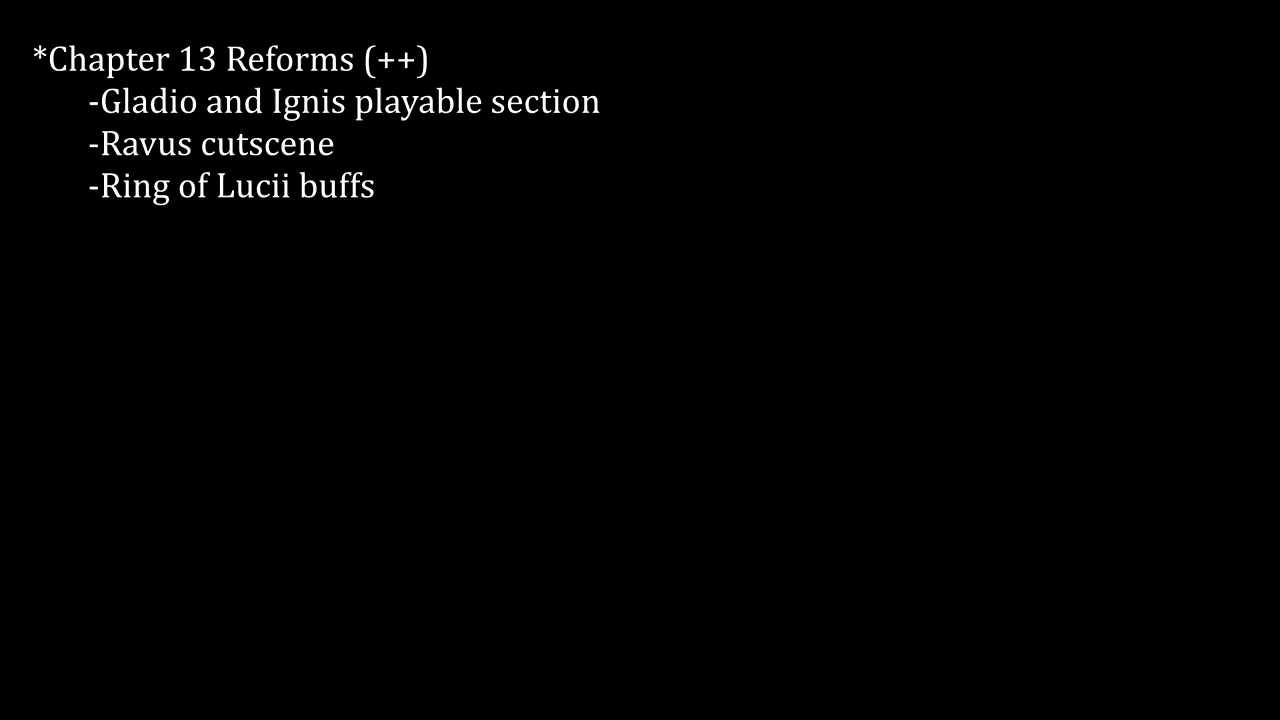 *Chapter 13 Reforms (++)
-Gladio and Ignis playable section
-Ravus cutscene
-Ring of Lucii buffs